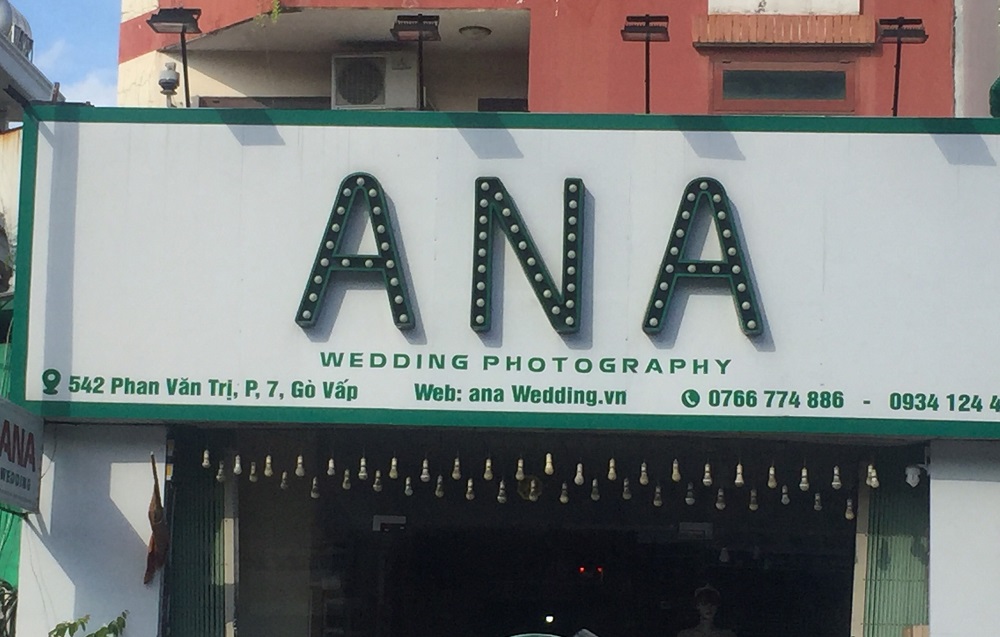 ANA
WEDDING PHOTOGRAPHY
542 Phan Văn Trị, P, 7, Gò Vấp Web: ana Wedding.vn 0766 774 886 - 0934 124 4
ANA
WEDDING